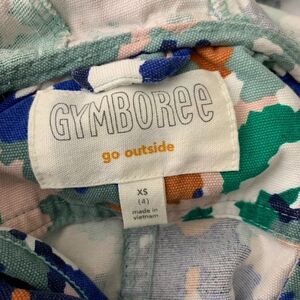 GYMBOREE
go outside
XS
(4)
made in
vietnam